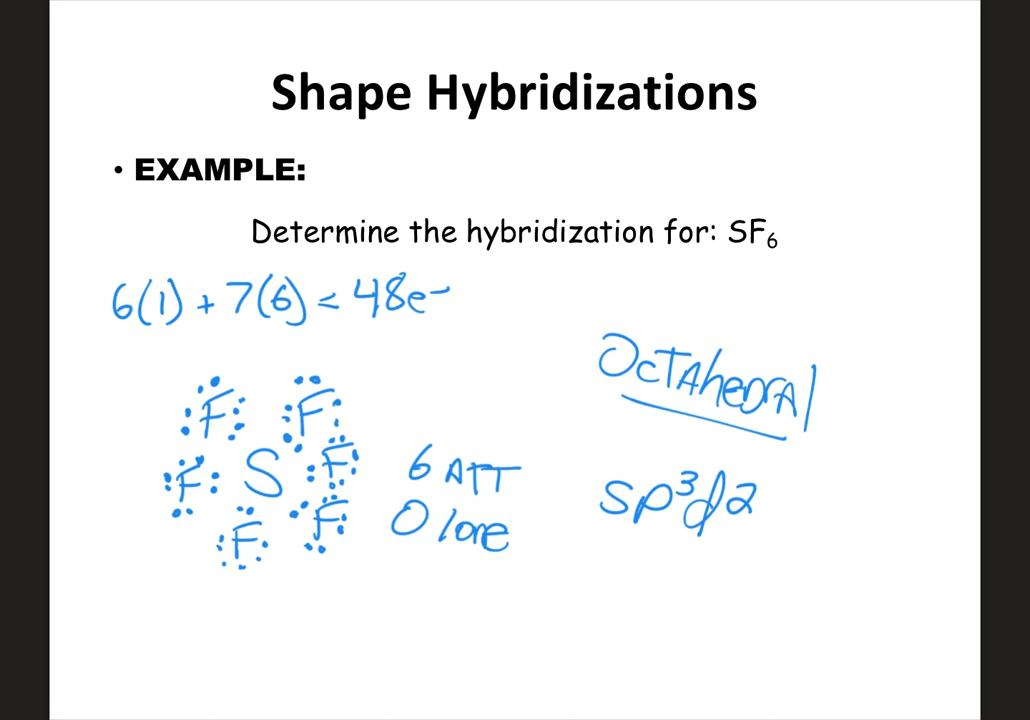 Shape Hybridizations
• EXAMPLE:
Determine the hybridization for: SF₆
6(1) + 7(6) = 48e⁻
OCTAhEDRAl
F F
F S F
F F
6 ATT
0 lone
sp³d2